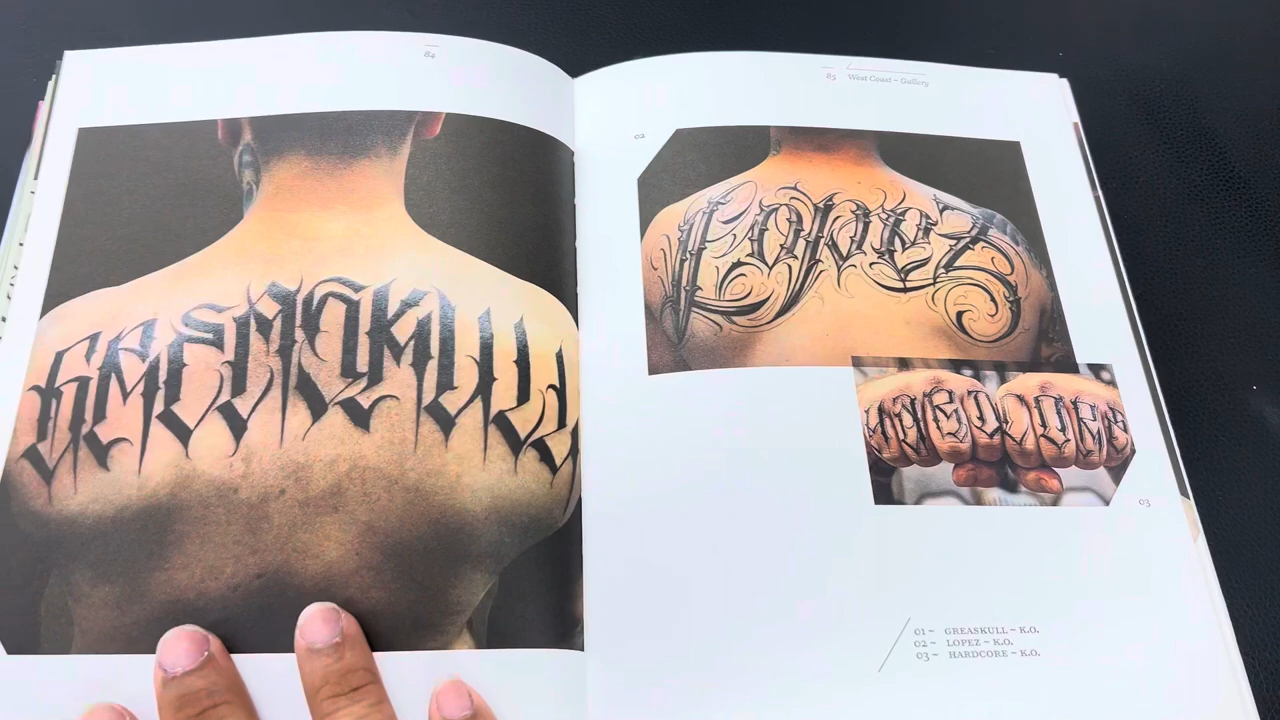 84
GREASKULL
85 West Coast ~ Gallery
02
Lopez
HARDCORE
03
01 ~ GREASKULL ~ K.O.
02 ~ LOPEZ ~ K.O.
03 ~ HARDCORE ~ K.O.